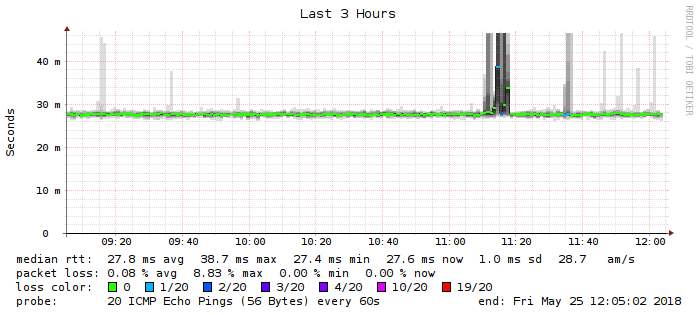 Last 3 Hours
RRDTOOL / TOBI OETIKER
Seconds
40 m
30 m
20 m
10 m
0
09:20 09:40 10:00 10:20 10:40 11:00 11:20 11:40 12:00
median rtt: 27.8 ms avg 38.7 ms max 27.4 ms min 27.6 ms now 1.0 ms sd 28.7 am/s
packet loss: 0.08 % avg 8.83 % max 0.00 % min 0.00 % now
loss color: 0 1/20 2/20 3/20 4/20 10/20 19/20
probe: 20 ICMP Echo Pings (56 Bytes) every 60s end: Fri May 25 12:05:02 2018